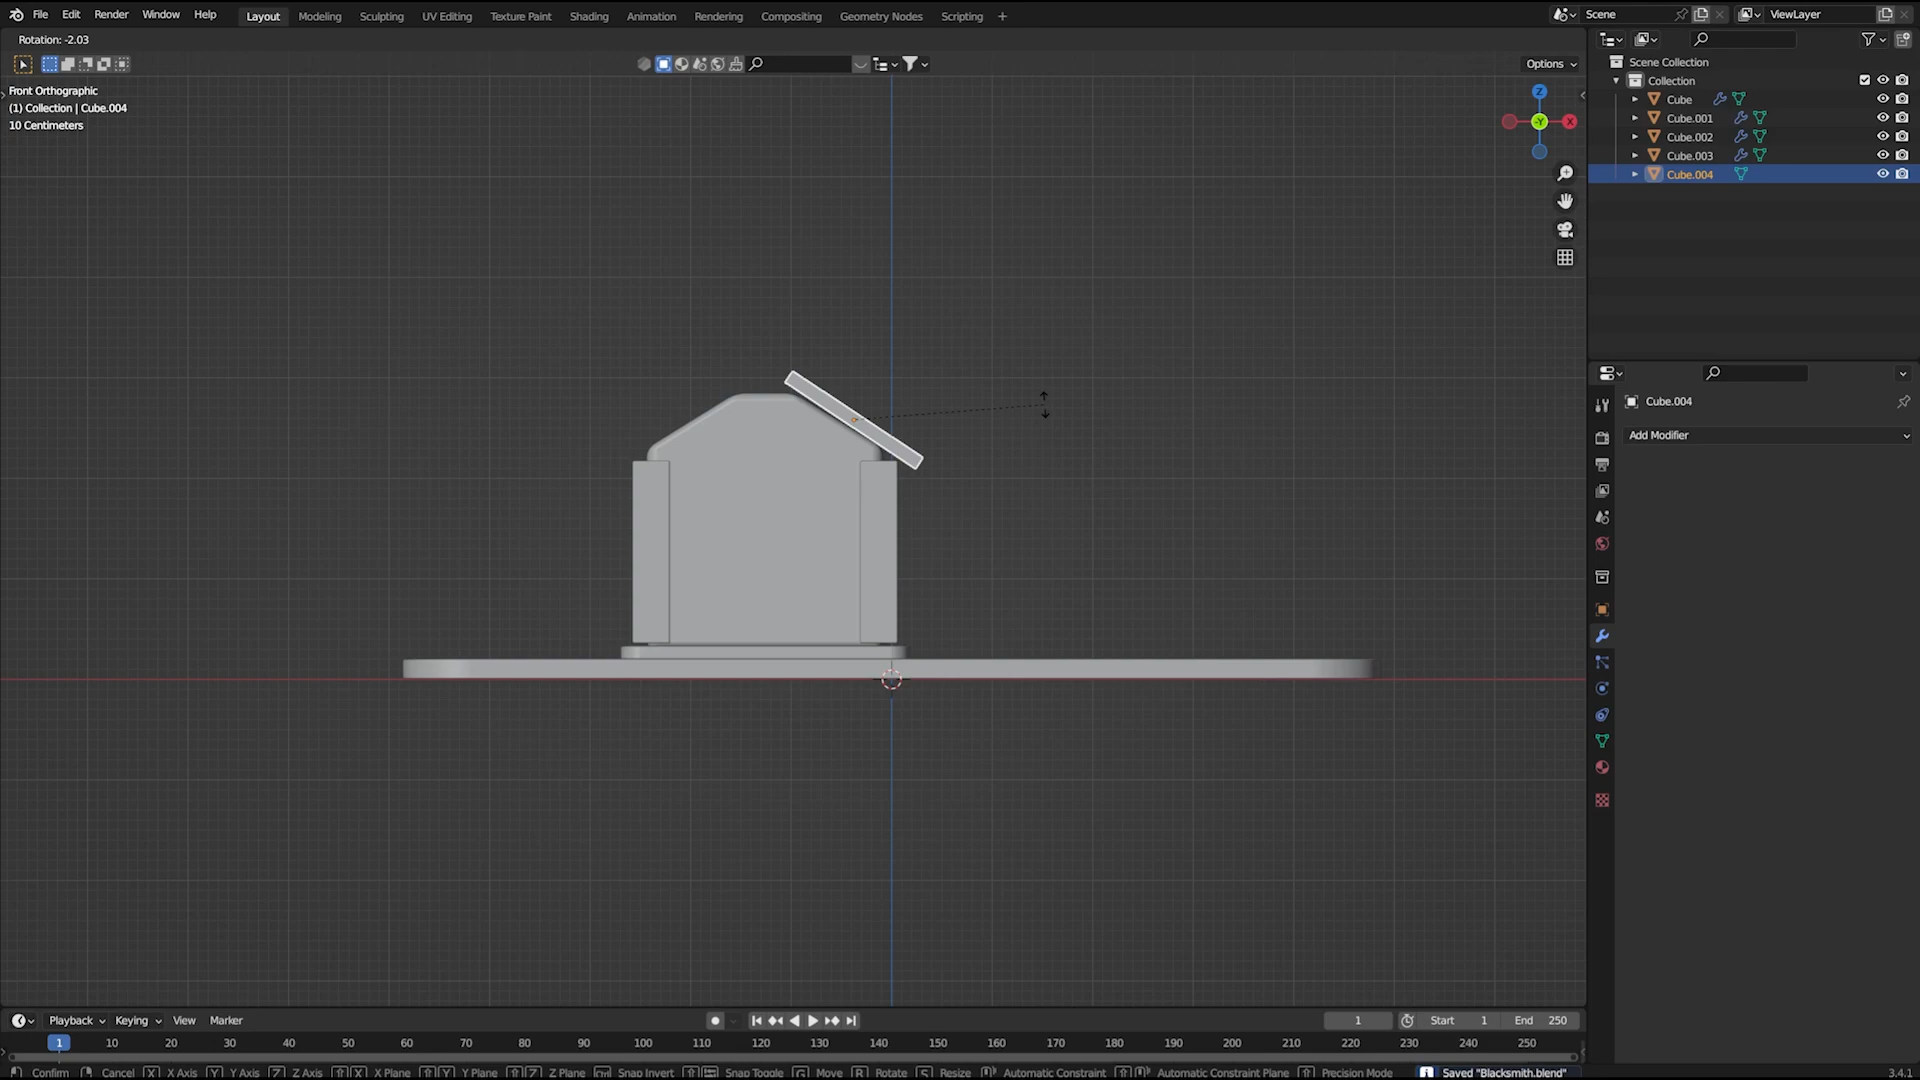 File Edit Render Window Help Layout Modeling Sculpting UV Editing Texture Paint Shading Animation Rendering Compositing Geometry Nodes Scripting + Scene ViewLayer
Rotation: -2.03
Options
Front Orthographic
(1) Collection | Cube.004
10 Centimeters
Z
-Y
X
Scene Collection
Collection
Cube
Cube.001
Cube.002
Cube.003
Cube.004
Cube.004
Add Modifier
Playback Keying View Marker 1 Start 1 End 250
1 10 20 30 40 50 60 70 80 90 100 110 120 130 140 150 160 170 180 190 200 210 220 230 240 250
Confirm Cancel X X Axis Y Y Axis Z Z Axis X X Plane Y Y Plane Z Z Plane Snap Invert Snap Toggle G Move R Rotate S Resize Automatic Constraint Automatic Constraint Plane Precision Mode Saved "Blacksmith.blend" 3.4.1